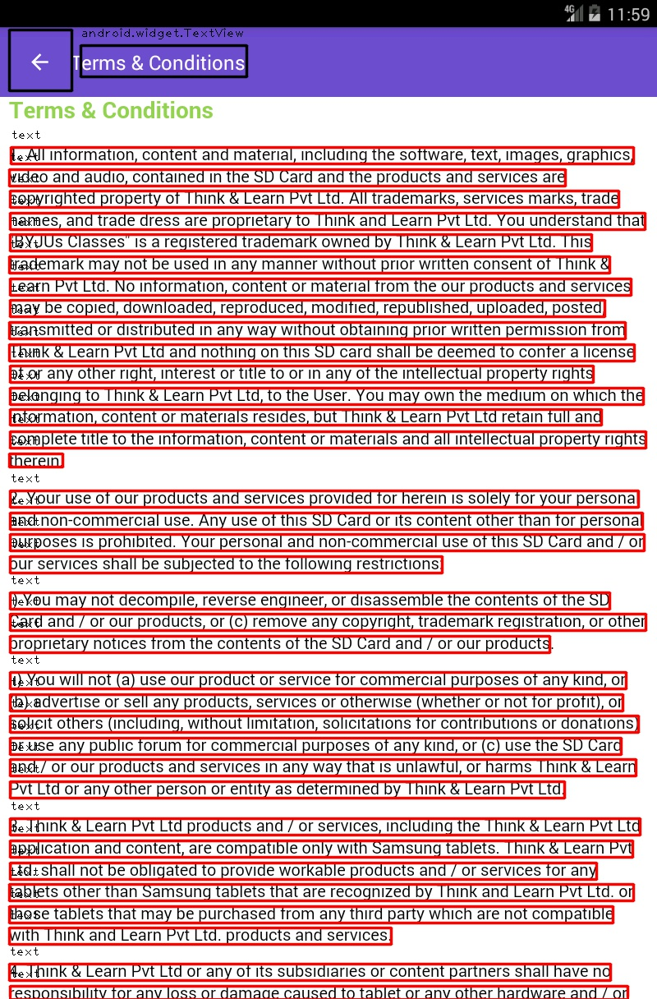 4G 11:59
android.widget.TextView
Terms & Conditions
Terms & Conditions
text
1. All information, content and material, including the software, text, images, graphics,
video and audio, contained in the SD Card and the products and services are
copyrighted property of Think & Learn Pvt Ltd. All trademarks, services marks, trade
names, and trade dress are proprietary to Think and Learn Pvt Ltd. You understand that
"BYJUs Classes" is a registered trademark owned by Think & Learn Pvt Ltd. This
trademark may not be used in any manner without prior written consent of Think &
Learn Pvt Ltd. No information, content or material from the our products and services
may be copied, downloaded, reproduced, modified, republished, uploaded, posted,
transmitted or distributed in any way without obtaining prior written permission from
Think & Learn Pvt Ltd and nothing on this SD card shall be deemed to confer a license
of or any other right, interest or title to or in any of the intellectual property rights
belonging to Think & Learn Pvt Ltd, to the User. You may own the medium on which the
information, content or materials resides, but Think & Learn Pvt Ltd retain full and
complete title to the information, content or materials and all intellectual property rights
therein.
text
2. Your use of our products and services provided for herein is solely for your personal
and non-commercial use. Any use of this SD Card or its content other than for personal
purposes is prohibited. Your personal and non-commercial use of this SD Card and / or
our services shall be subjected to the following restrictions:
text
i) You may not decompile, reverse engineer, or disassemble the contents of the SD
Card and / or our products, or (c) remove any copyright, trademark registration, or other
proprietary notices from the contents of the SD Card and / or our products.
text
ii) You will not (a) use our product or service for commercial purposes of any kind, or
(b) advertise or sell any products, services or otherwise (whether or not for profit), or
solicit others (including, without limitation, solicitations for contributions or donations)
or use any public forum for commercial purposes of any kind, or (c) use the SD Card
and / or our products and services in any way that is unlawful, or harms Think & Learn
Pvt Ltd or any other person or entity as determined by Think & Learn Pvt Ltd.
text
3. Think & Learn Pvt Ltd products and / or services, including the Think & Learn Pvt Ltd
application and content, are compatible only with Samsung tablets. Think & Learn Pvt
Ltd. shall not be obligated to provide workable products and / or services for any
tablets other than Samsung tablets that are recognized by Think and Learn Pvt Ltd. or
those tablets that may be purchased from any third party which are not compatible
with Think and Learn Pvt Ltd. products and services.
text
4. Think & Learn Pvt Ltd or any of its subsidiaries or content partners shall have no
responsibility for any loss or damage caused to tablet or any other hardware and / or